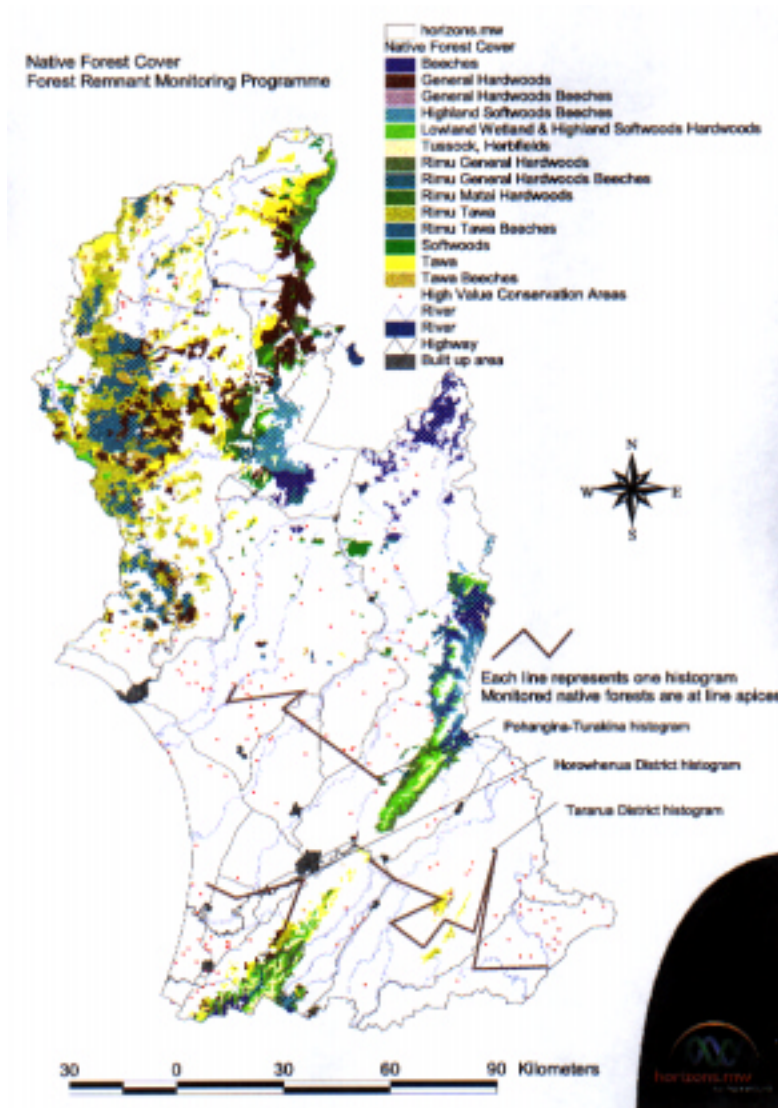 Native Forest Cover
Forest Remnant Monitoring Programme
horizons.mw
Native Forest Cover
Beeches
General Hardwoods
General Hardwoods Beeches
Highland Softwoods Beeches
Lowland Wetland & Highland Softwoods Hardwoods
Tussock, Herbfields
Rimu General Hardwoods
Rimu General Hardwoods Beeches
Rimu Matai Hardwoods
Rimu Tawa
Rimu Tawa Beeches
Softwoods
Tawa
Tawa Beeches
High Value Conservation Areas
River
River
Highway
Built up area
N
W
E
S
Each line represents one histogram
Monitored native forests are at line apices
Pohangina-Turakina histogram
Horowhenua District histogram
Tararua District histogram
30 0 30 60 90 Kilometers
horizons.mw